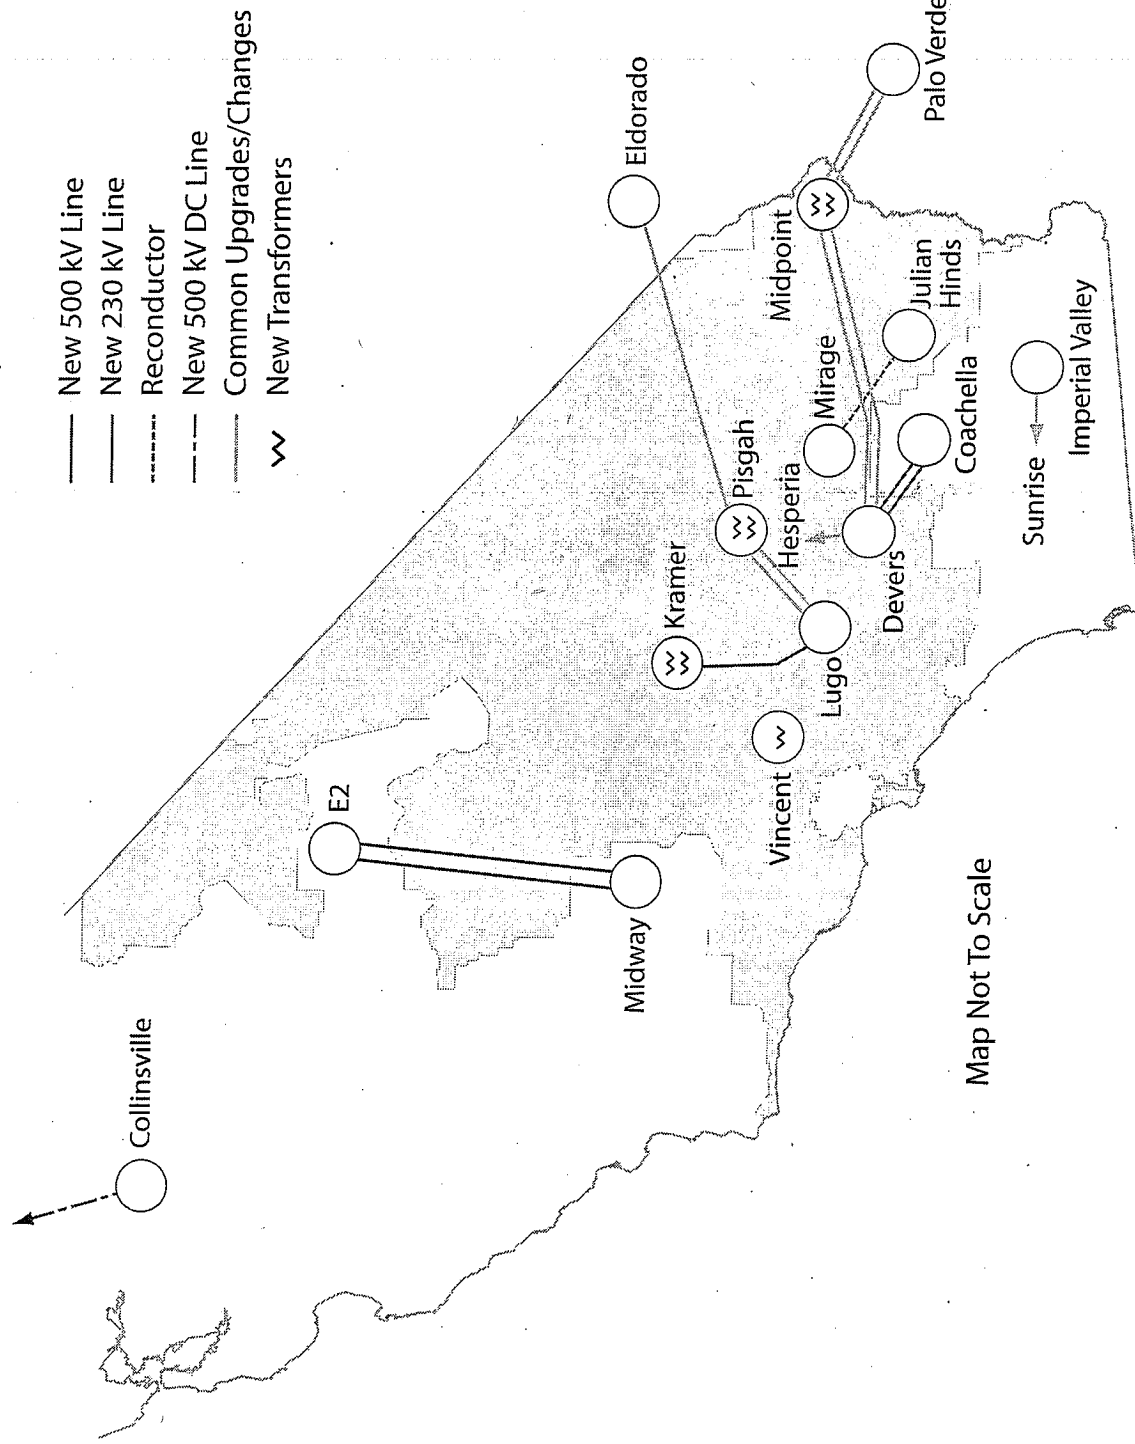 New 500 kV Line
New 230 kV Line
Reconductor
New 500 kV DC Line
Common Upgrades/Changes
New Transformers
Collinsville
E2
Midway
Eldorado
Kramer
Pisgah
Vincent
Lugo
Hesperia
Mirage
Midpoint
Devers
Julian
Hinds
Palo Verde
Coachella
Sunrise
Imperial Valley
Map Not To Scale